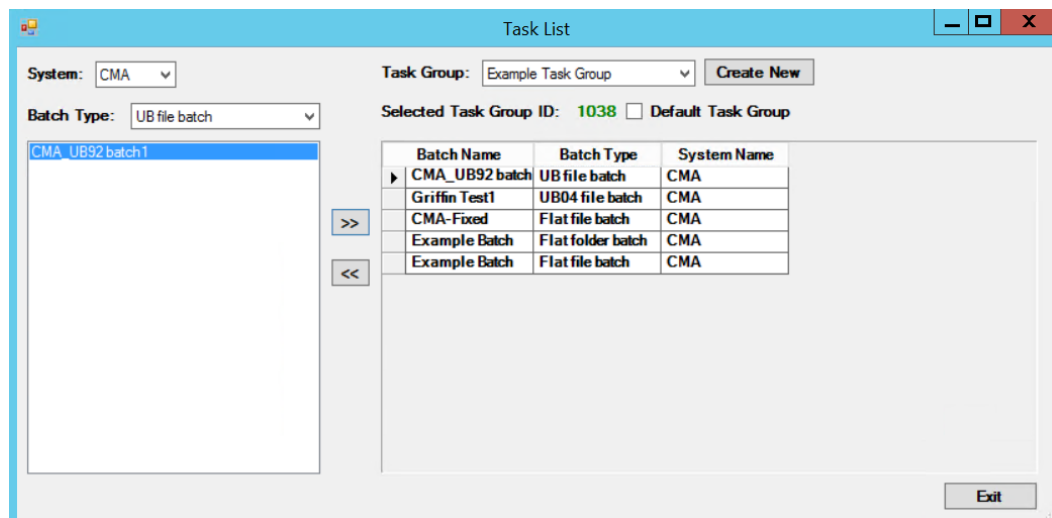 Task List
System: CMA
Task Group: Example Task Group Create New
Batch Type: UB file batch
Selected Task Group ID: 1038 Default Task Group
CMA_UB92 batch1
Batch Name Batch Type System Name
CMA_UB92 batch UB file batch CMA
Griffin Test1 UB04 file batch CMA
CMA-Fixed Flat file batch CMA
Example Batch Flat folder batch CMA
Example Batch Flat file batch CMA
>>
<<
Exit